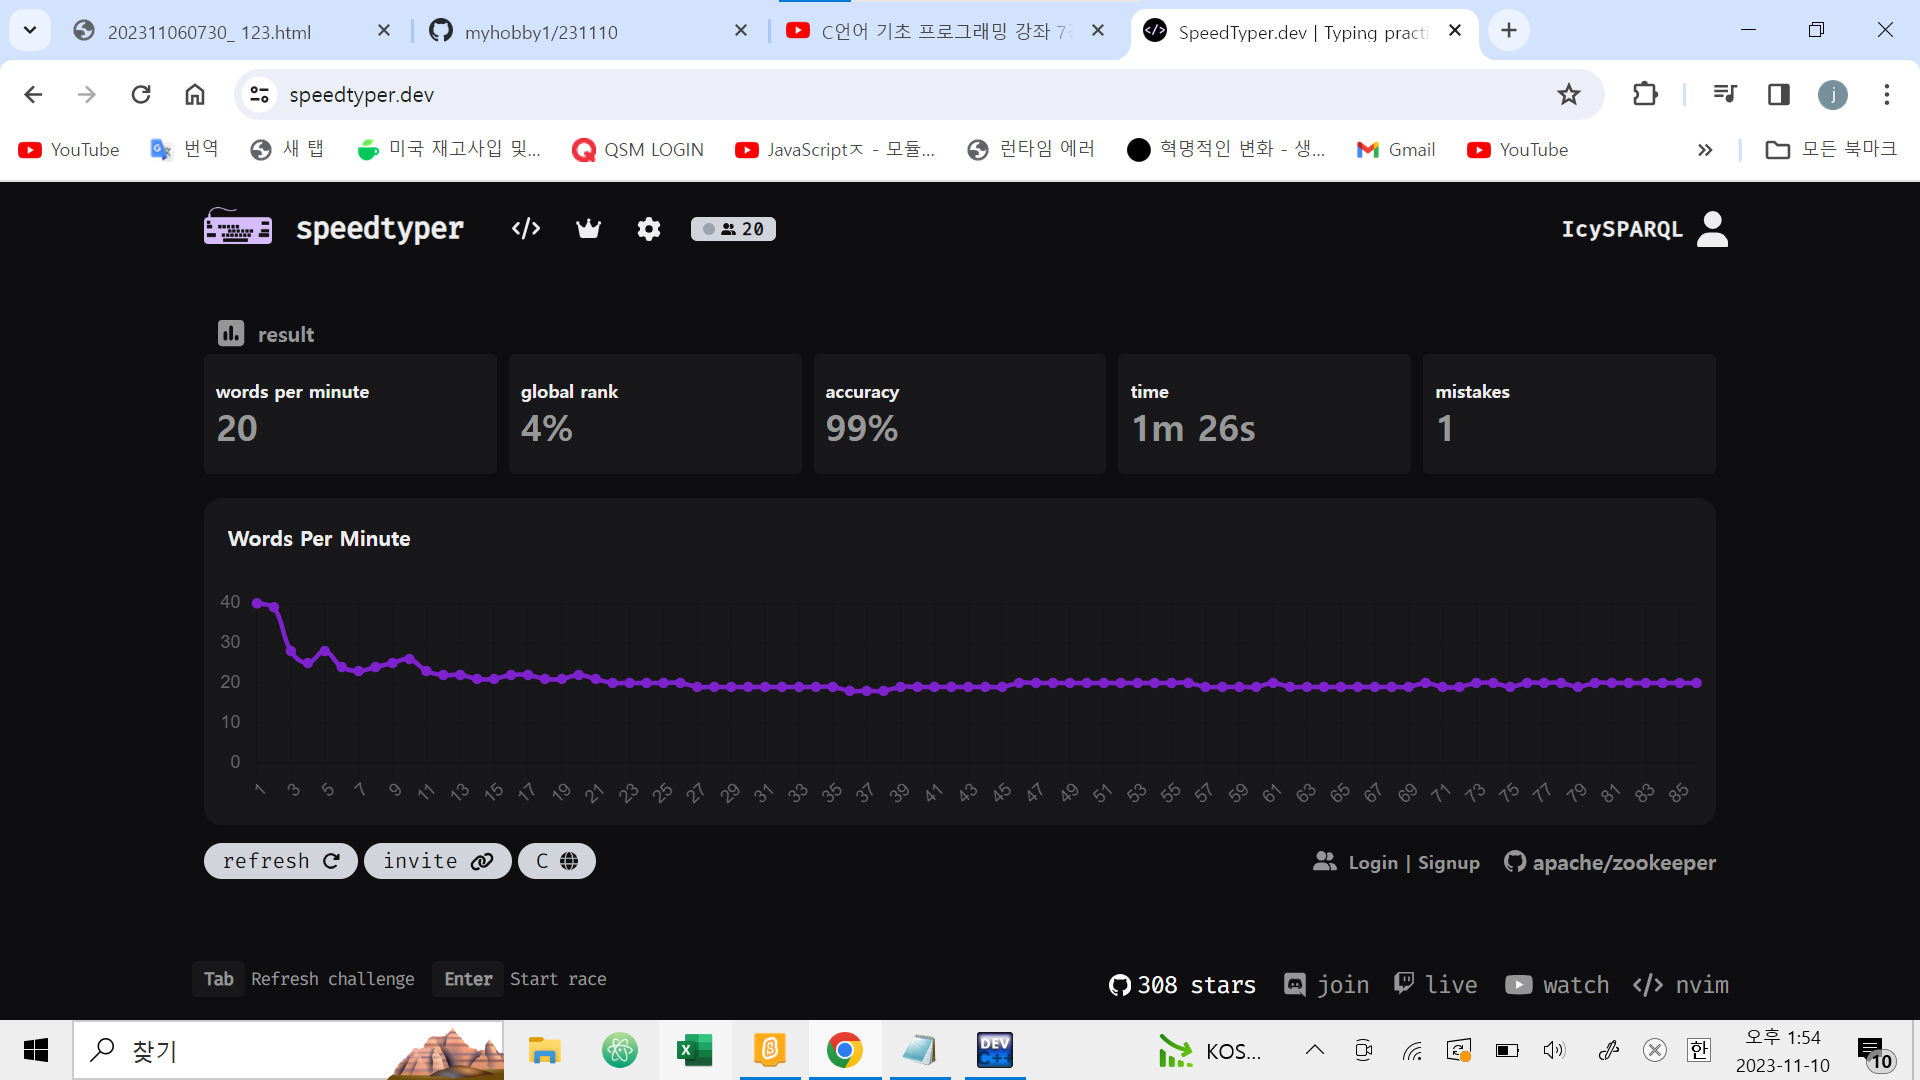 202311060730_ 123.html
myhobby1/231110
C언어 기초 프로그래밍 강좌 7
SpeedTyper.dev | Typing practi
speedtyper.dev
j
YouTube
번역
새 탭
미국 재고사입 및...
QSM LOGIN
JavaScriptㅈ - 모듈...
런타임 에러
혁명적인 변화 - 생...
Gmail
YouTube
모든 북마크
speedtyper
20
IcySPARQL
result
words per minute
20
global rank
4%
accuracy
99%
time
1m 26s
mistakes
1
Words Per Minute
40
30
20
10
0
1 3 5 7 9 11 13 15 17 19 21 23 25 27 29 31 33 35 37 39 41 43 45 47 49 51 53 55 57 59 61 63 65 67 69 71 73 75 77 79 81 83 85
refresh
invite
C
Login | Signup
apache/zookeeper
Tab Refresh challenge
Enter Start race
308 stars
join
live
watch
nvim
찾기
DEV
C++
KOS...
한
오후 1:54
2023-11-10
10